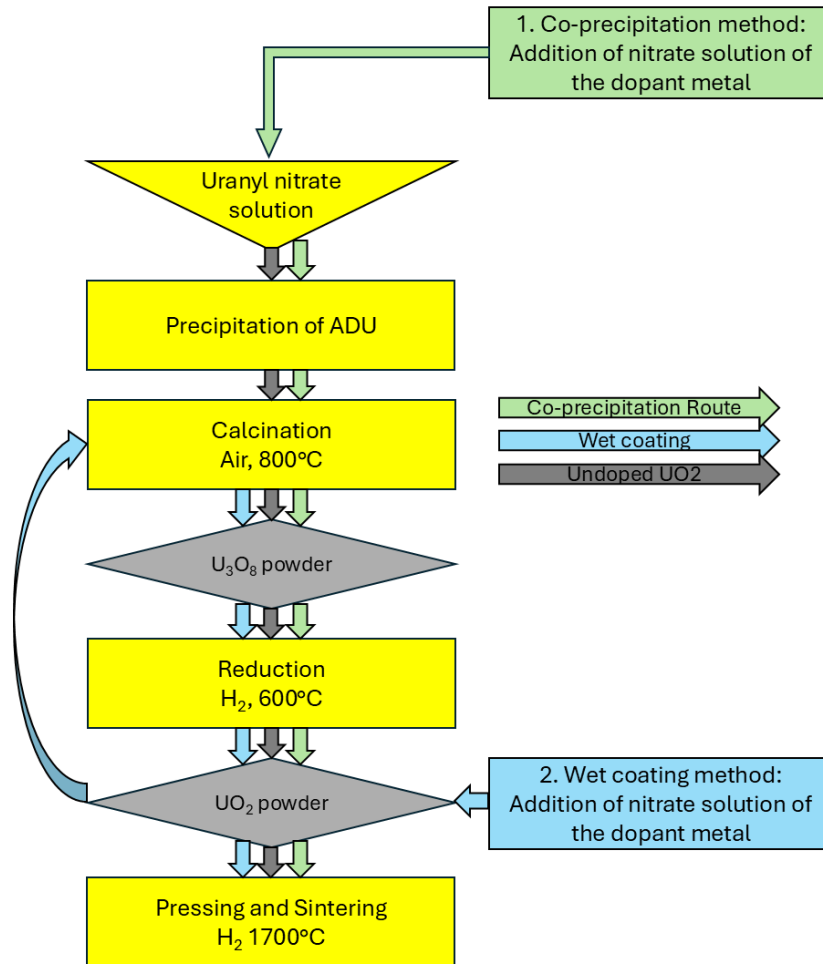 1. Co-precipitation method:
Addition of nitrate solution of
the dopant metal
Uranyl nitrate
solution
Precipitation of ADU
Calcination
Air, 800°C
Co-precipitation Route
Wet coating
Undoped UO2
U₃O₈ powder
Reduction
H₂, 600°C
2. Wet coating method:
Addition of nitrate solution of
the dopant metal
UO₂ powder
Pressing and Sintering
H₂ 1700°C